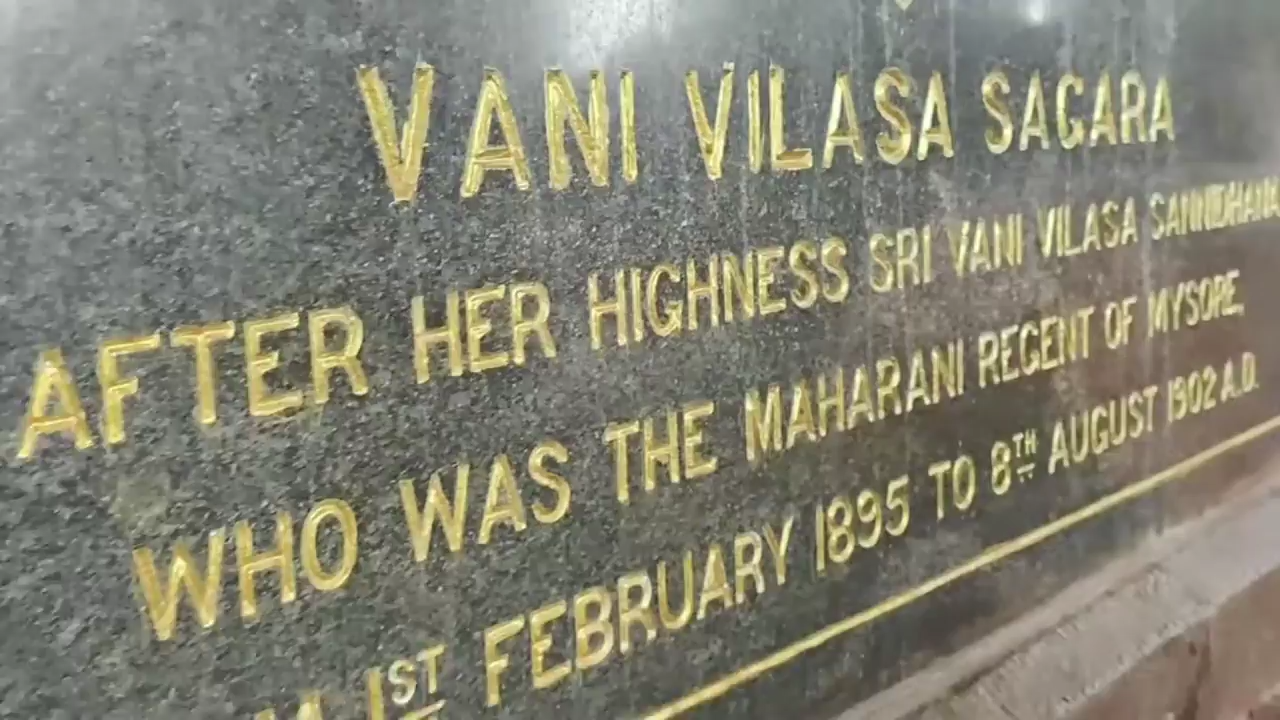 VANI VILASA SAGARA
AFTER HER HIGHNESS SRI VANI VILASA SANNIDHANA
WHO WAS THE MAHARANI REGENT OF MYSORE,
1ST FEBRUARY 1895 TO 8TH AUGUST 1902 A.D.